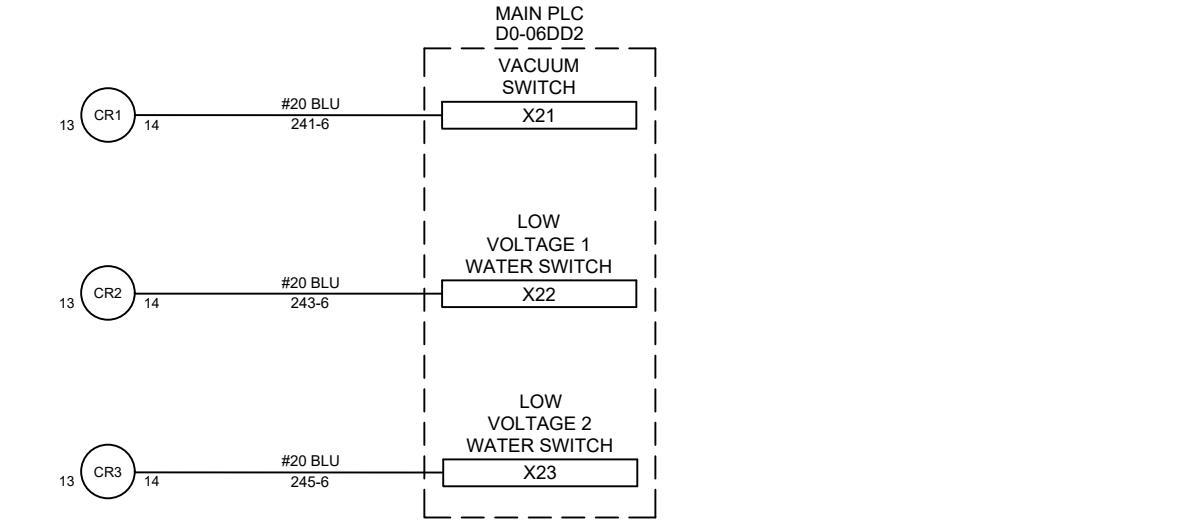 MAIN PLC
D0-06DD2
VACUUM
SWITCH
13 CR1 14 #20 BLU X21
241-6
LOW
VOLTAGE 1
WATER SWITCH
13 CR2 14 #20 BLU X22
243-6
LOW
VOLTAGE 2
WATER SWITCH
13 CR3 14 #20 BLU X23
245-6